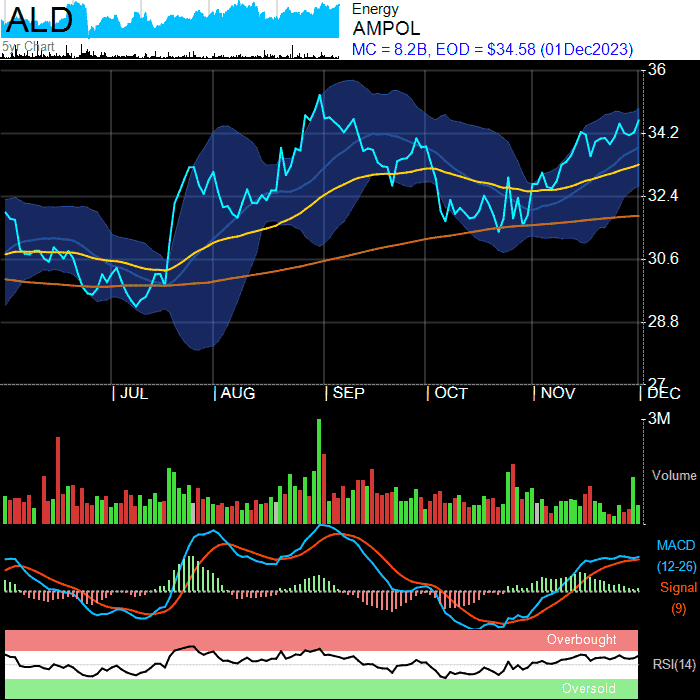 ALD
5yr Chart
Energy
AMPOL
MC = 8.2B, EOD = $34.58 (01Dec2023)
36
34.2
32.4
30.6
28.8
27
| JUL | AUG | SEP | OCT | NOV | DEC
3M
Volume
MACD
(12-26)
Signal
(9)
Overbought
RSI(14)
Oversold